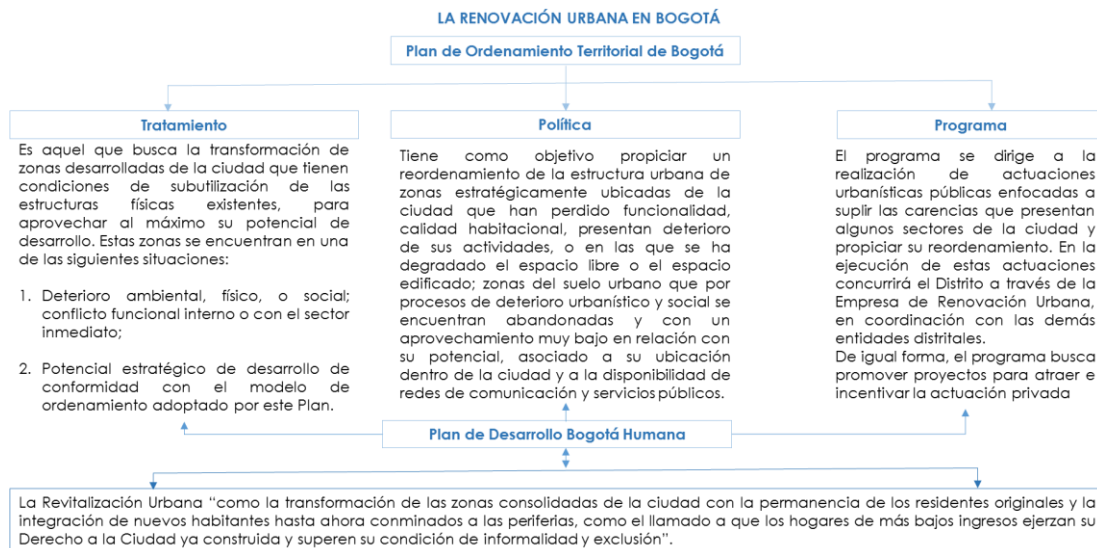 LA RENOVACIÓN URBANA EN BOGOTÁ
Plan de Ordenamiento Territorial de Bogotá
Tratamiento
Es aquel que busca la transformación de
zonas desarrolladas de la ciudad que tienen
condiciones de subutilización de las
estructuras físicas existentes, para
aprovechar al máximo su potencial de
desarrollo. Estas zonas se encuentran en una
de las siguientes situaciones:
1. Deterioro ambiental, físico, o social;
conflicto funcional interno o con el sector
inmediato;
2. Potencial estratégico de desarrollo de
conformidad con el modelo de
ordenamiento adoptado por este Plan.
Política
Tiene como objetivo propiciar un
reordenamiento de la estructura urbana de
zonas estratégicamente ubicadas de la
ciudad que han perdido funcionalidad,
calidad habitacional, presentan deterioro
de sus actividades, o en las que se ha
degradado el espacio libre o el espacio
edificado; zonas del suelo urbano que por
procesos de deterioro urbanístico y social se
encuentran abandonadas y con un
aprovechamiento muy bajo en relación con
su potencial, asociado a su ubicación
dentro de la ciudad y a la disponibilidad de
redes de comunicación y servicios públicos.
Programa
El programa se dirige a la
realización de actuaciones
urbanísticas públicas enfocadas a
suplir las carencias que presentan
algunos sectores de la ciudad y
propiciar su reordenamiento. En la
ejecución de estas actuaciones
concurrirá el Distrito a través de la
Empresa de Renovación Urbana,
en coordinación con las demás
entidades distritales.
De igual forma, el programa busca
promover proyectos para atraer e
incentivar la actuación privada
Plan de Desarrollo Bogotá Humana
La Revitalización Urbana “como la transformación de las zonas consolidadas de la ciudad con la permanencia de los residentes originales y la
integración de nuevos habitantes hasta ahora conminados a las periferias, como el llamado a que los hogares de más bajos ingresos ejerzan su
Derecho a la Ciudad ya construida y superen su condición de informalidad y exclusión”.